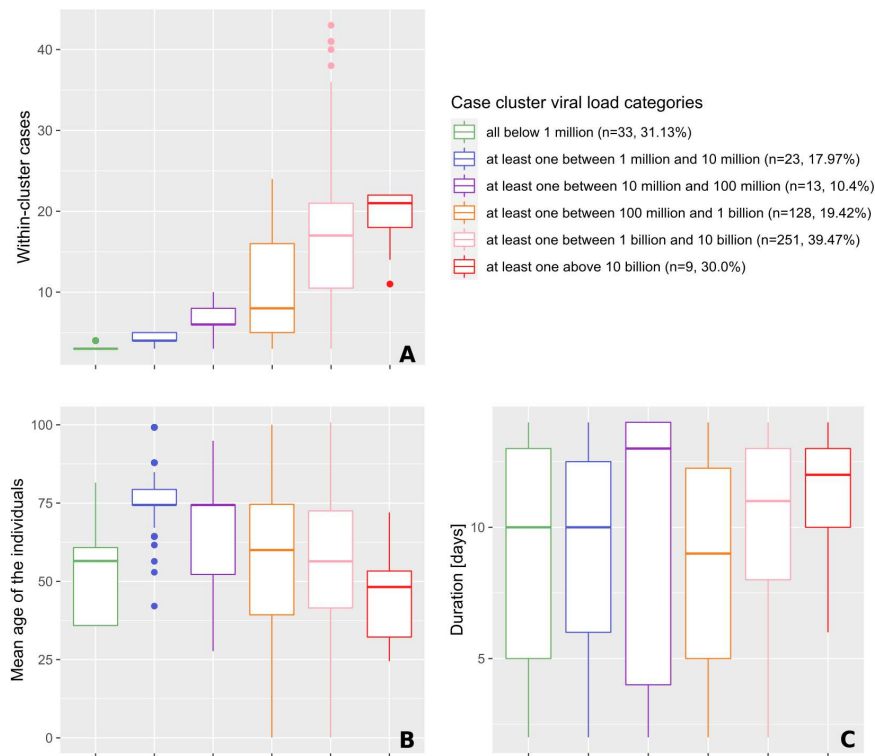 40
30
20
10
Within-cluster cases
A
Case cluster viral load categories
all below 1 million (n=33, 31.13%)
at least one between 1 million and 10 million (n=23, 17.97%)
at least one between 10 million and 100 million (n=13, 10.4%)
at least one between 100 million and 1 billion (n=128, 19.42%)
at least one between 1 billion and 10 billion (n=251, 39.47%)
at least one above 10 billion (n=9, 30.0%)
100
75
50
25
0
Mean age of the individuals
B
10
5
Duration [days]
C